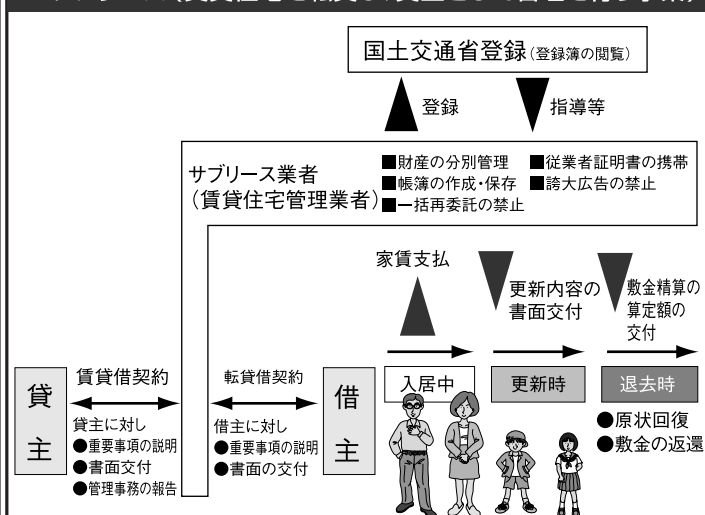 国土交通省登録（登録簿の閲覧）
登録
指導等
サブリース業者
（賃貸住宅管理業者）
■財産の分別管理
■従業者証明書の携帯
■帳簿の作成・保存
■誇大広告の禁止
■一括再委託の禁止
家賃支払
更新内容の
書面交付
敷金精算の
算定額の
交付
貸主
賃貸借契約
転貸借契約
借主
入居中
更新時
退去時
貸主に対し
●重要事項の説明
●書面交付
●管理事務の報告
借主に対し
●重要事項の説明
●書面の交付
●原状回復
●敷金の返還